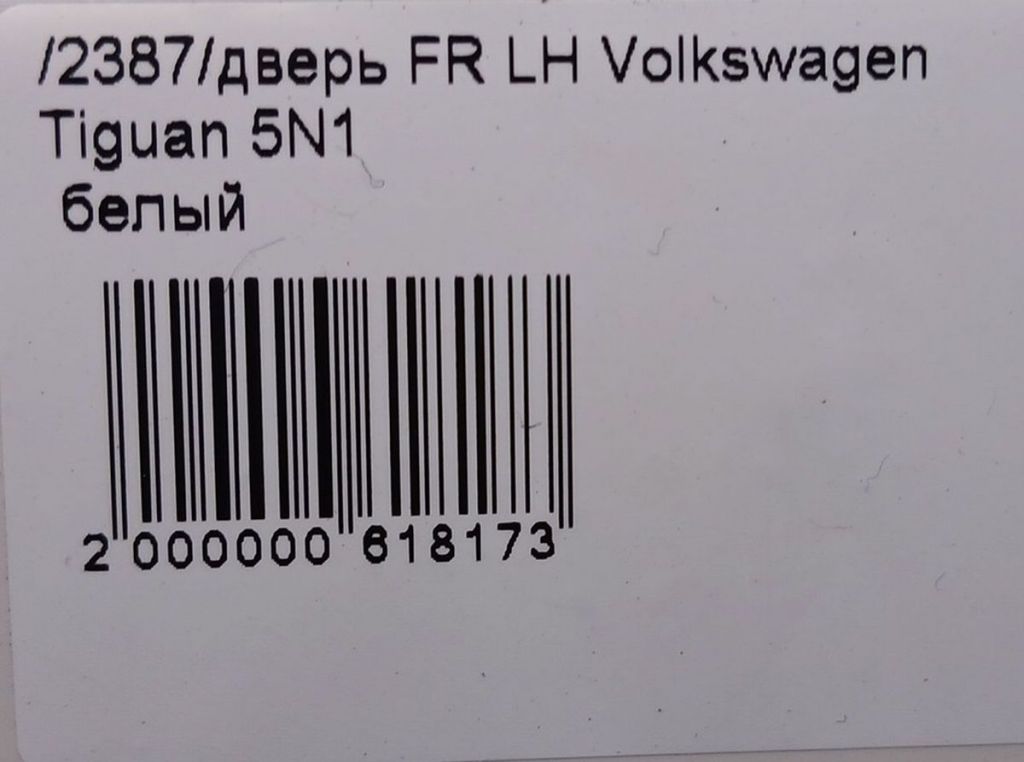 /2387/дверь FR LH Volkswagen
Tiguan 5N1
белый
2 000000 618173